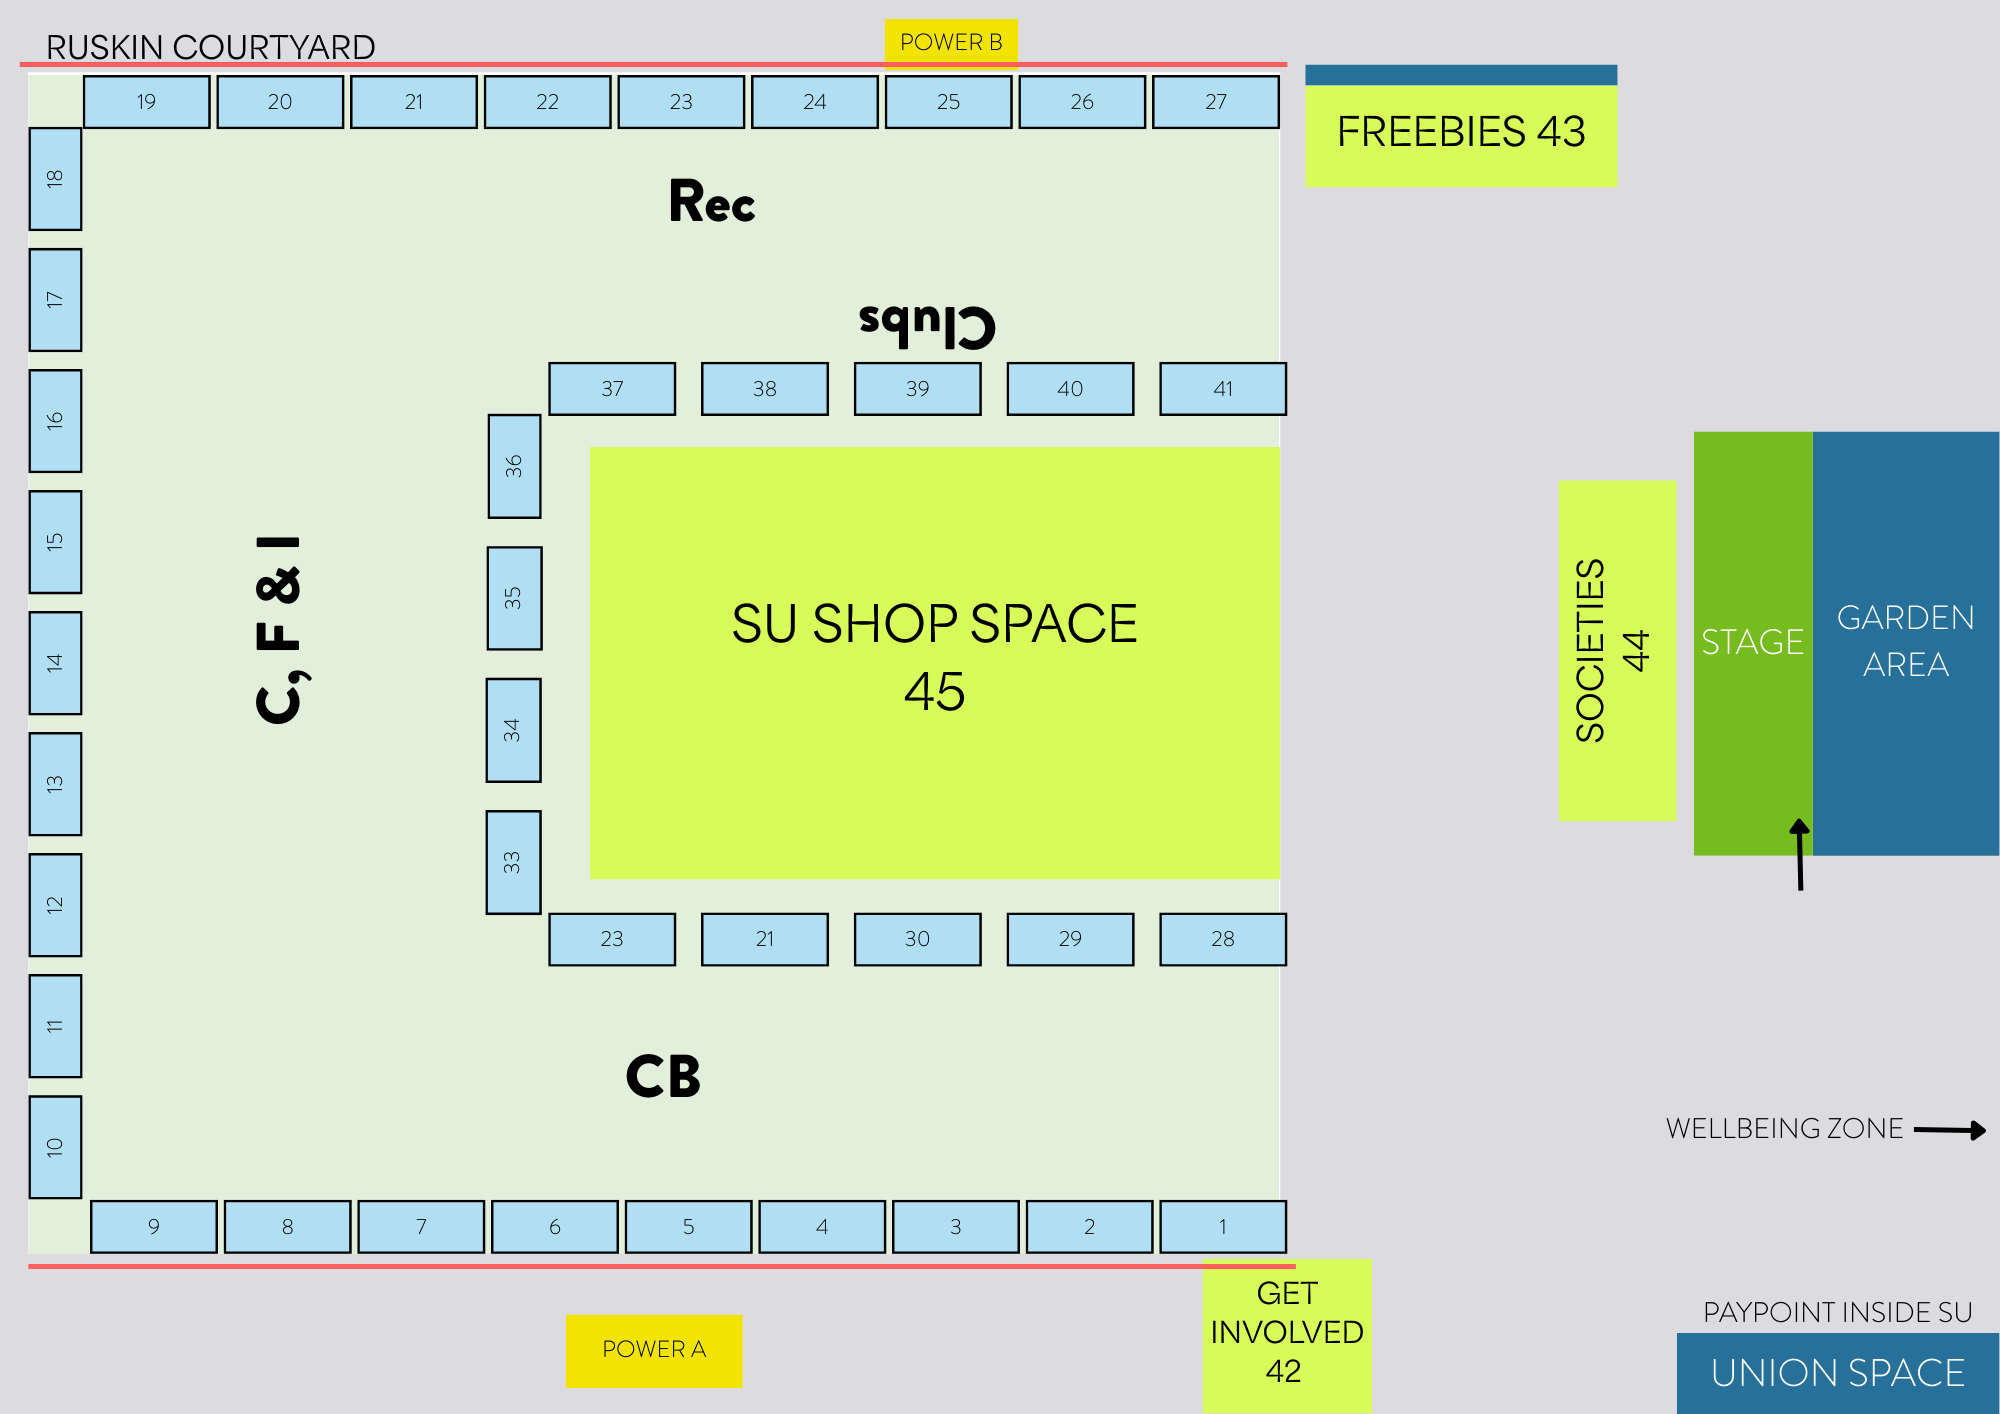 RUSKIN COURTYARD
POWER B
19 20 21 22 23 24 25 26 27
FREEBIES 43
18
17
16
15
14
13
12
11
10
Rec
Clubs
37 38 39 40 41
36
35
34
33
C, F & I
SU SHOP SPACE
45
SOCIETIES
44
STAGE
GARDEN
AREA
23 21 30 29 28
CB
WELLBEING ZONE
9 8 7 6 5 4 3 2 1
GET
INVOLVED
42
POWER A
PAYPOINT INSIDE SU
UNION SPACE